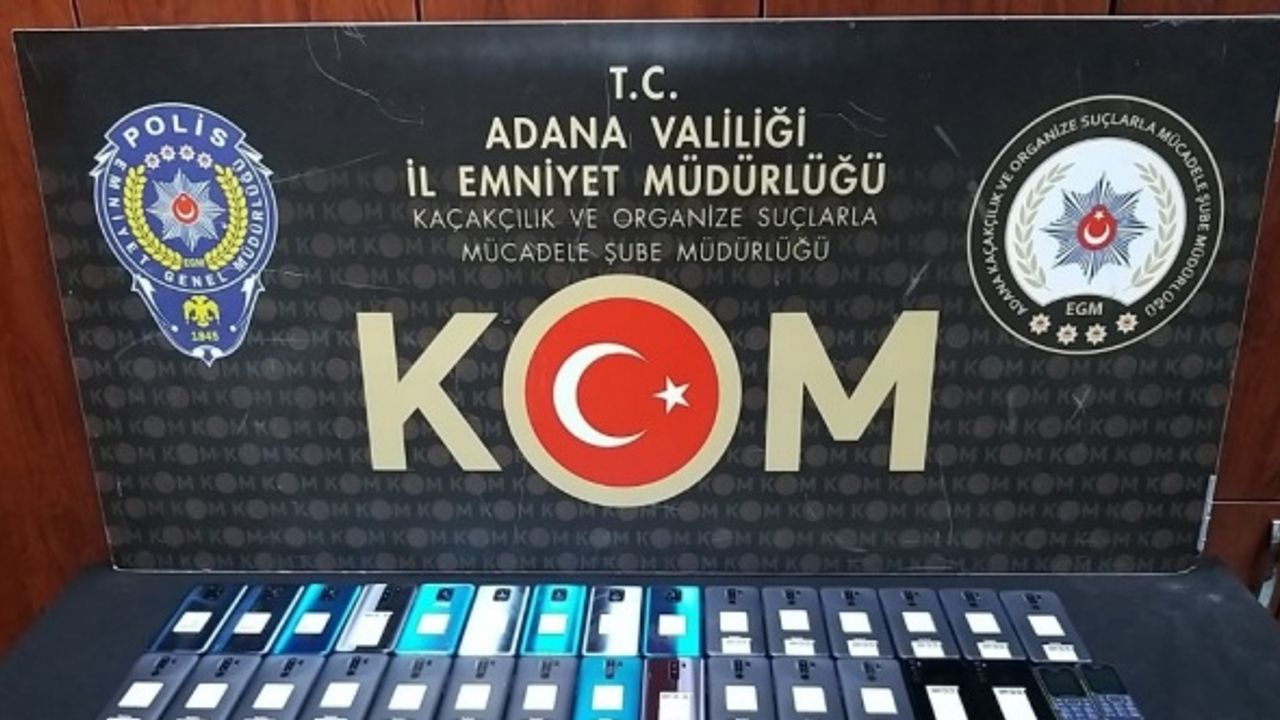 T.C.
ADANA VALİLİĞİ
İL EMNİYET MÜDÜRLÜĞÜ
KAÇAKÇILIK VE ORGANİZE SUÇLARLA
MÜCADELE ŞUBE MÜDÜRLÜĞÜ
KOM
POLİS
EMNİYET GENEL MÜDÜRLÜĞÜ
EGM
1845
ADANA KAÇAKÇILIK VE ORGANİZE SUÇLARLA MÜCADELE ŞUBE MÜDÜRLÜĞÜ
EGM